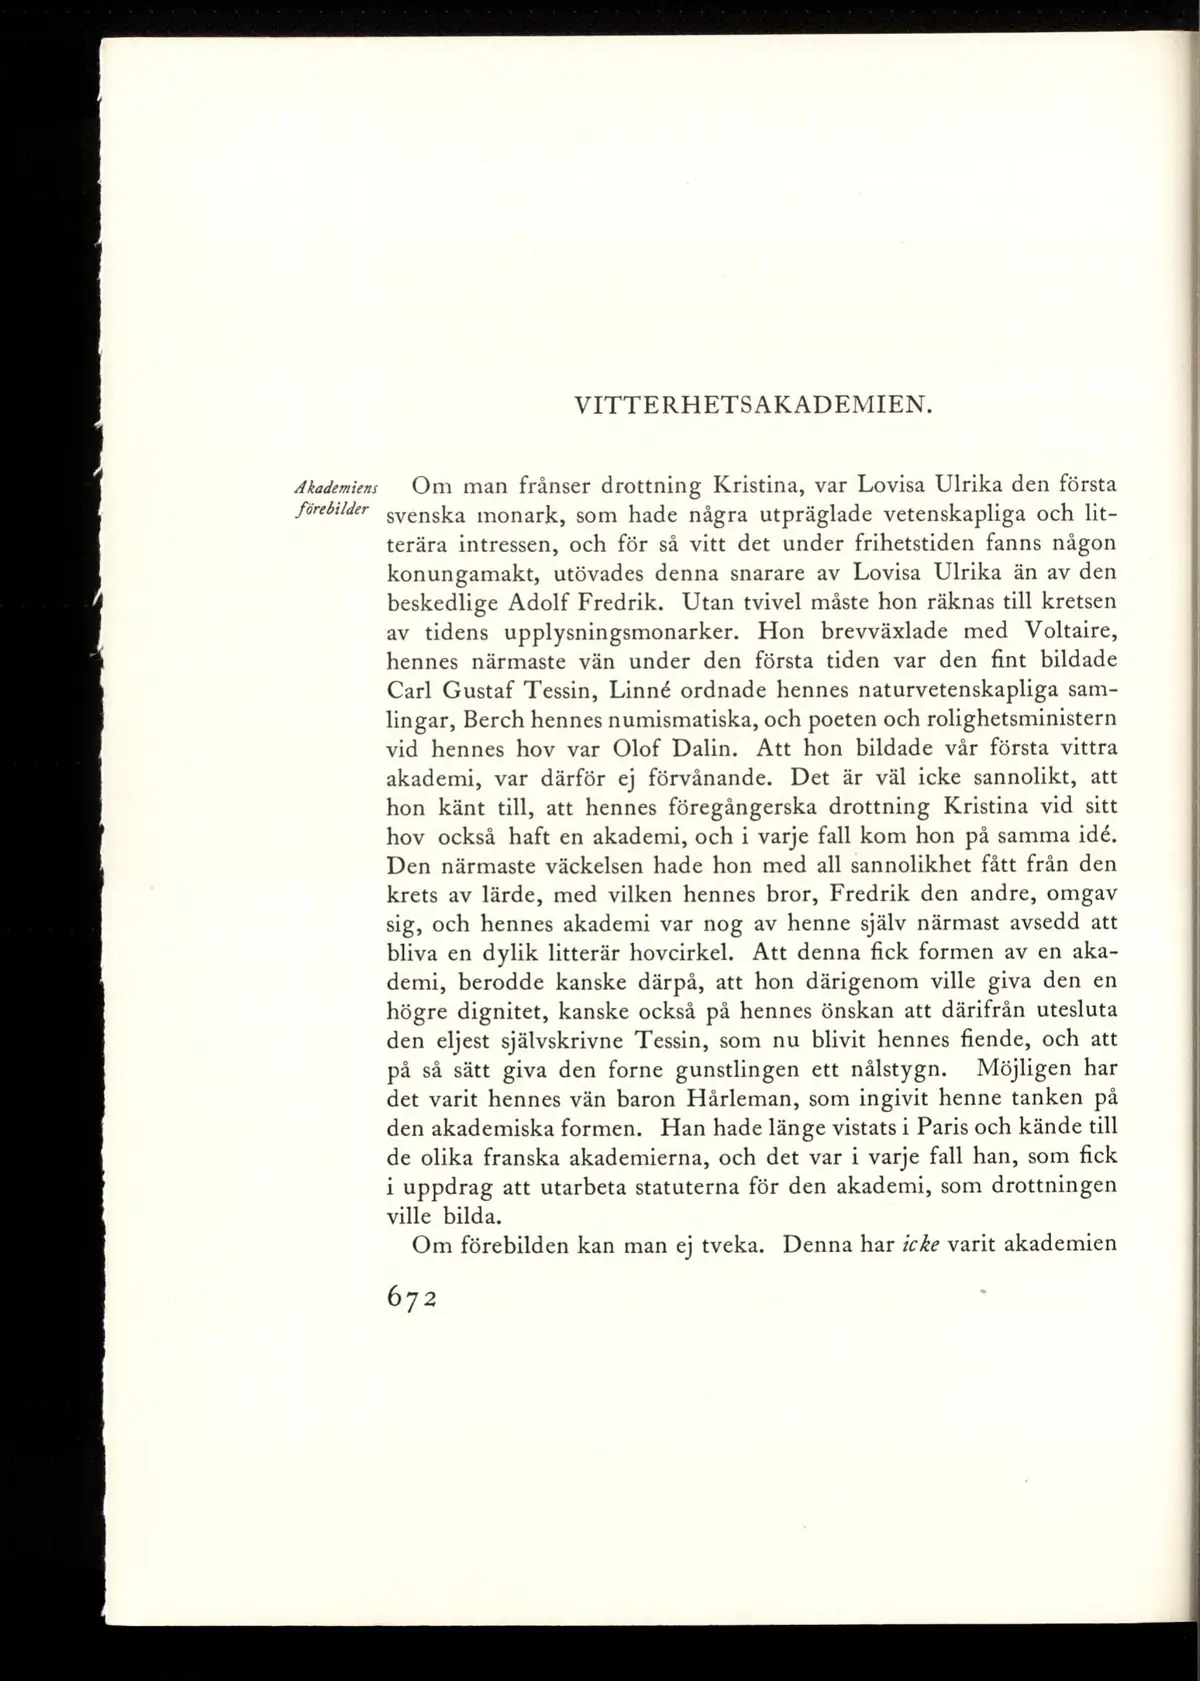 VITTERHETSAKADEMIEN.
Akademiens
förebilder
Om man frånser drottning Kristina, var Lovisa Ulrika den första
svenska monark, som hade några utpräglade vetenskapliga och lit-
terära intressen, och för så vitt det under frihetstiden fanns någon
konungamakt, utövades denna snarare av Lovisa Ulrika än av den
beskedlige Adolf Fredrik. Utan tvivel måste hon räknas till kretsen
av tidens upplysningsmonarker. Hon brevväxlade med Voltaire,
hennes närmaste vän under den första tiden var den fint bildade
Carl Gustaf Tessin, Linné ordnade hennes naturvetenskapliga sam-
lingar, Berch hennes numismatiska, och poeten och rolighetsministern
vid hennes hov var Olof Dalin. Att hon bildade vår första vittra
akademi, var därför ej förvånande. Det är väl icke sannolikt, att
hon känt till, att hennes föregångerska drottning Kristina vid sitt
hov också haft en akademi, och i varje fall kom hon på samma idé.
Den närmaste väckelsen hade hon med all sannolikhet fått från den
krets av lärde, med vilken hennes bror, Fredrik den andre, omgav
sig, och hennes akademi var nog av henne själv närmast avsedd att
bliva en dylik litterär hovcirkel. Att denna fick formen av en aka-
demi, berodde kanske därpå, att hon därigenom ville giva den en
högre dignitet, kanske också på hennes önskan att därifrån utesluta
den eljest självskrivne Tessin, som nu blivit hennes fiende, och att
på så sätt giva den forne gunstlingen ett nålstygn. Möjligen har
det varit hennes vän baron Hårleman, som ingivit henne tanken på
den akademiska formen. Han hade länge vistats i Paris och kände till
de olika franska akademierna, och det var i varje fall han, som fick
i uppdrag att utarbeta statuterna för den akademi, som drottningen
ville bilda.
Om förebilden kan man ej tveka. Denna har icke varit akademien
672